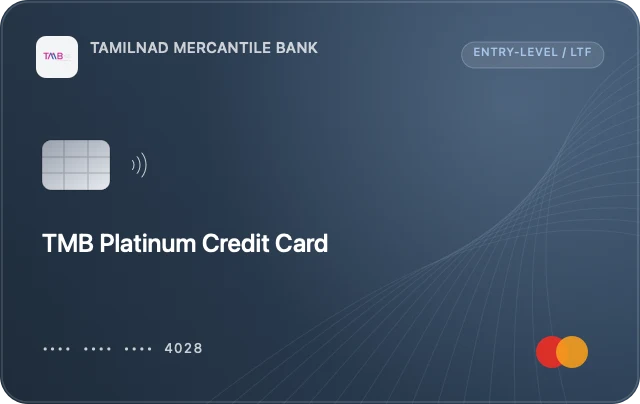 TMB
TAMILNAD MERCANTILE BANK
ENTRY-LEVEL / LTF
TMB Platinum Credit Card
•••• •••• •••• 4028